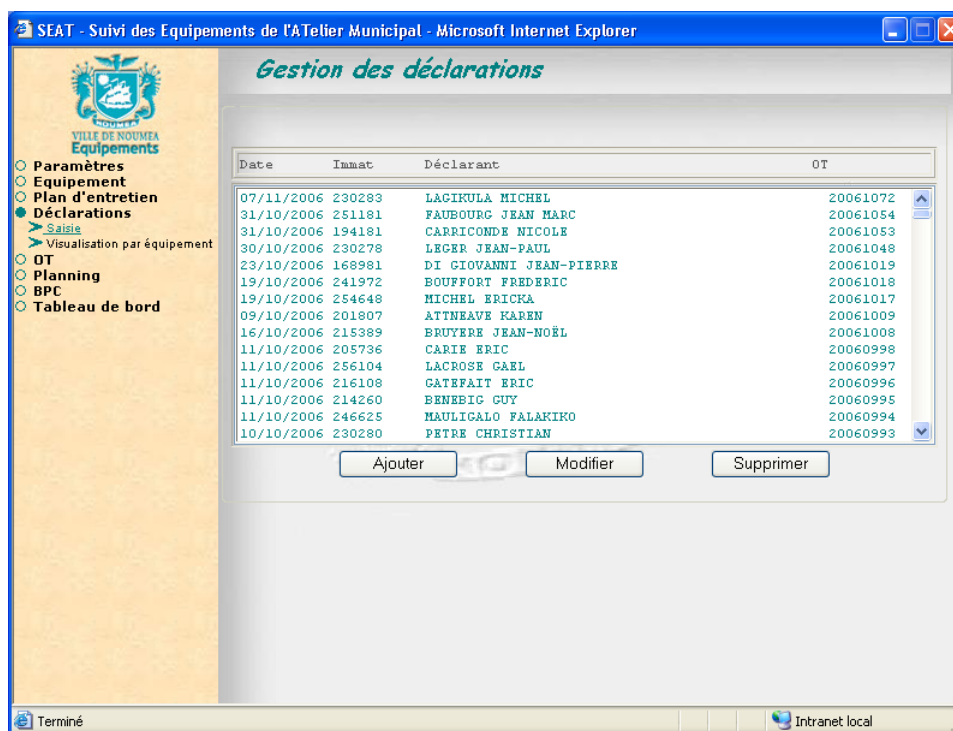 SEAT - Suivi des Equipements de l'ATelier Municipal - Microsoft Internet Explorer
Gestion des déclarations
NOUMEA
VILLE DE NOUMEA
Equipements
Paramètres
Equipement
Plan d'entretien
Déclarations
Saisie
Visualisation par équipement
OT
Planning
BPC
Tableau de bord
Date Immat Déclarant OT
07/11/2006 230283 LAGIKULA MICHEL 20061072
31/10/2006 251181 FAUBOURG JEAN MARC 20061054
31/10/2006 194181 CARRICONDE NICOLE 20061053
30/10/2006 230278 LEGER JEAN-PAUL 20061048
23/10/2006 168981 DI GIOVANNI JEAN-PIERRE 20061019
19/10/2006 241972 BOUFFORT FREDERIC 20061018
19/10/2006 254648 MICHEL ERICKA 20061017
09/10/2006 201807 ATTNEAVE KAREN 20061009
16/10/2006 215389 BRUYERE JEAN-NOËL 20061008
11/10/2006 205736 CARIE ERIC 20060998
11/10/2006 256104 LACROSE GAEL 20060997
11/10/2006 216108 GATEFAIT ERIC 20060996
11/10/2006 214260 BENEBIG GUY 20060995
11/10/2006 246625 MAULIGALO FALAKIKO 20060994
10/10/2006 230280 PETRE CHRISTIAN 20060993
Ajouter Modifier Supprimer
Terminé Intranet local